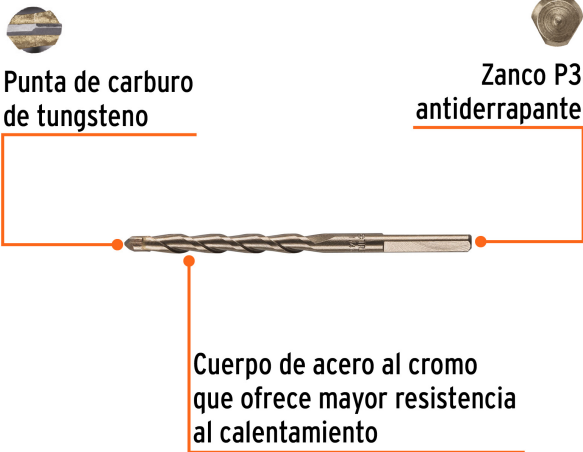 Punta de carburo
de tungsteno
Zanco P3
antiderrapante
Cuerpo de acero al cromo
que ofrece mayor resistencia
al calentamiento